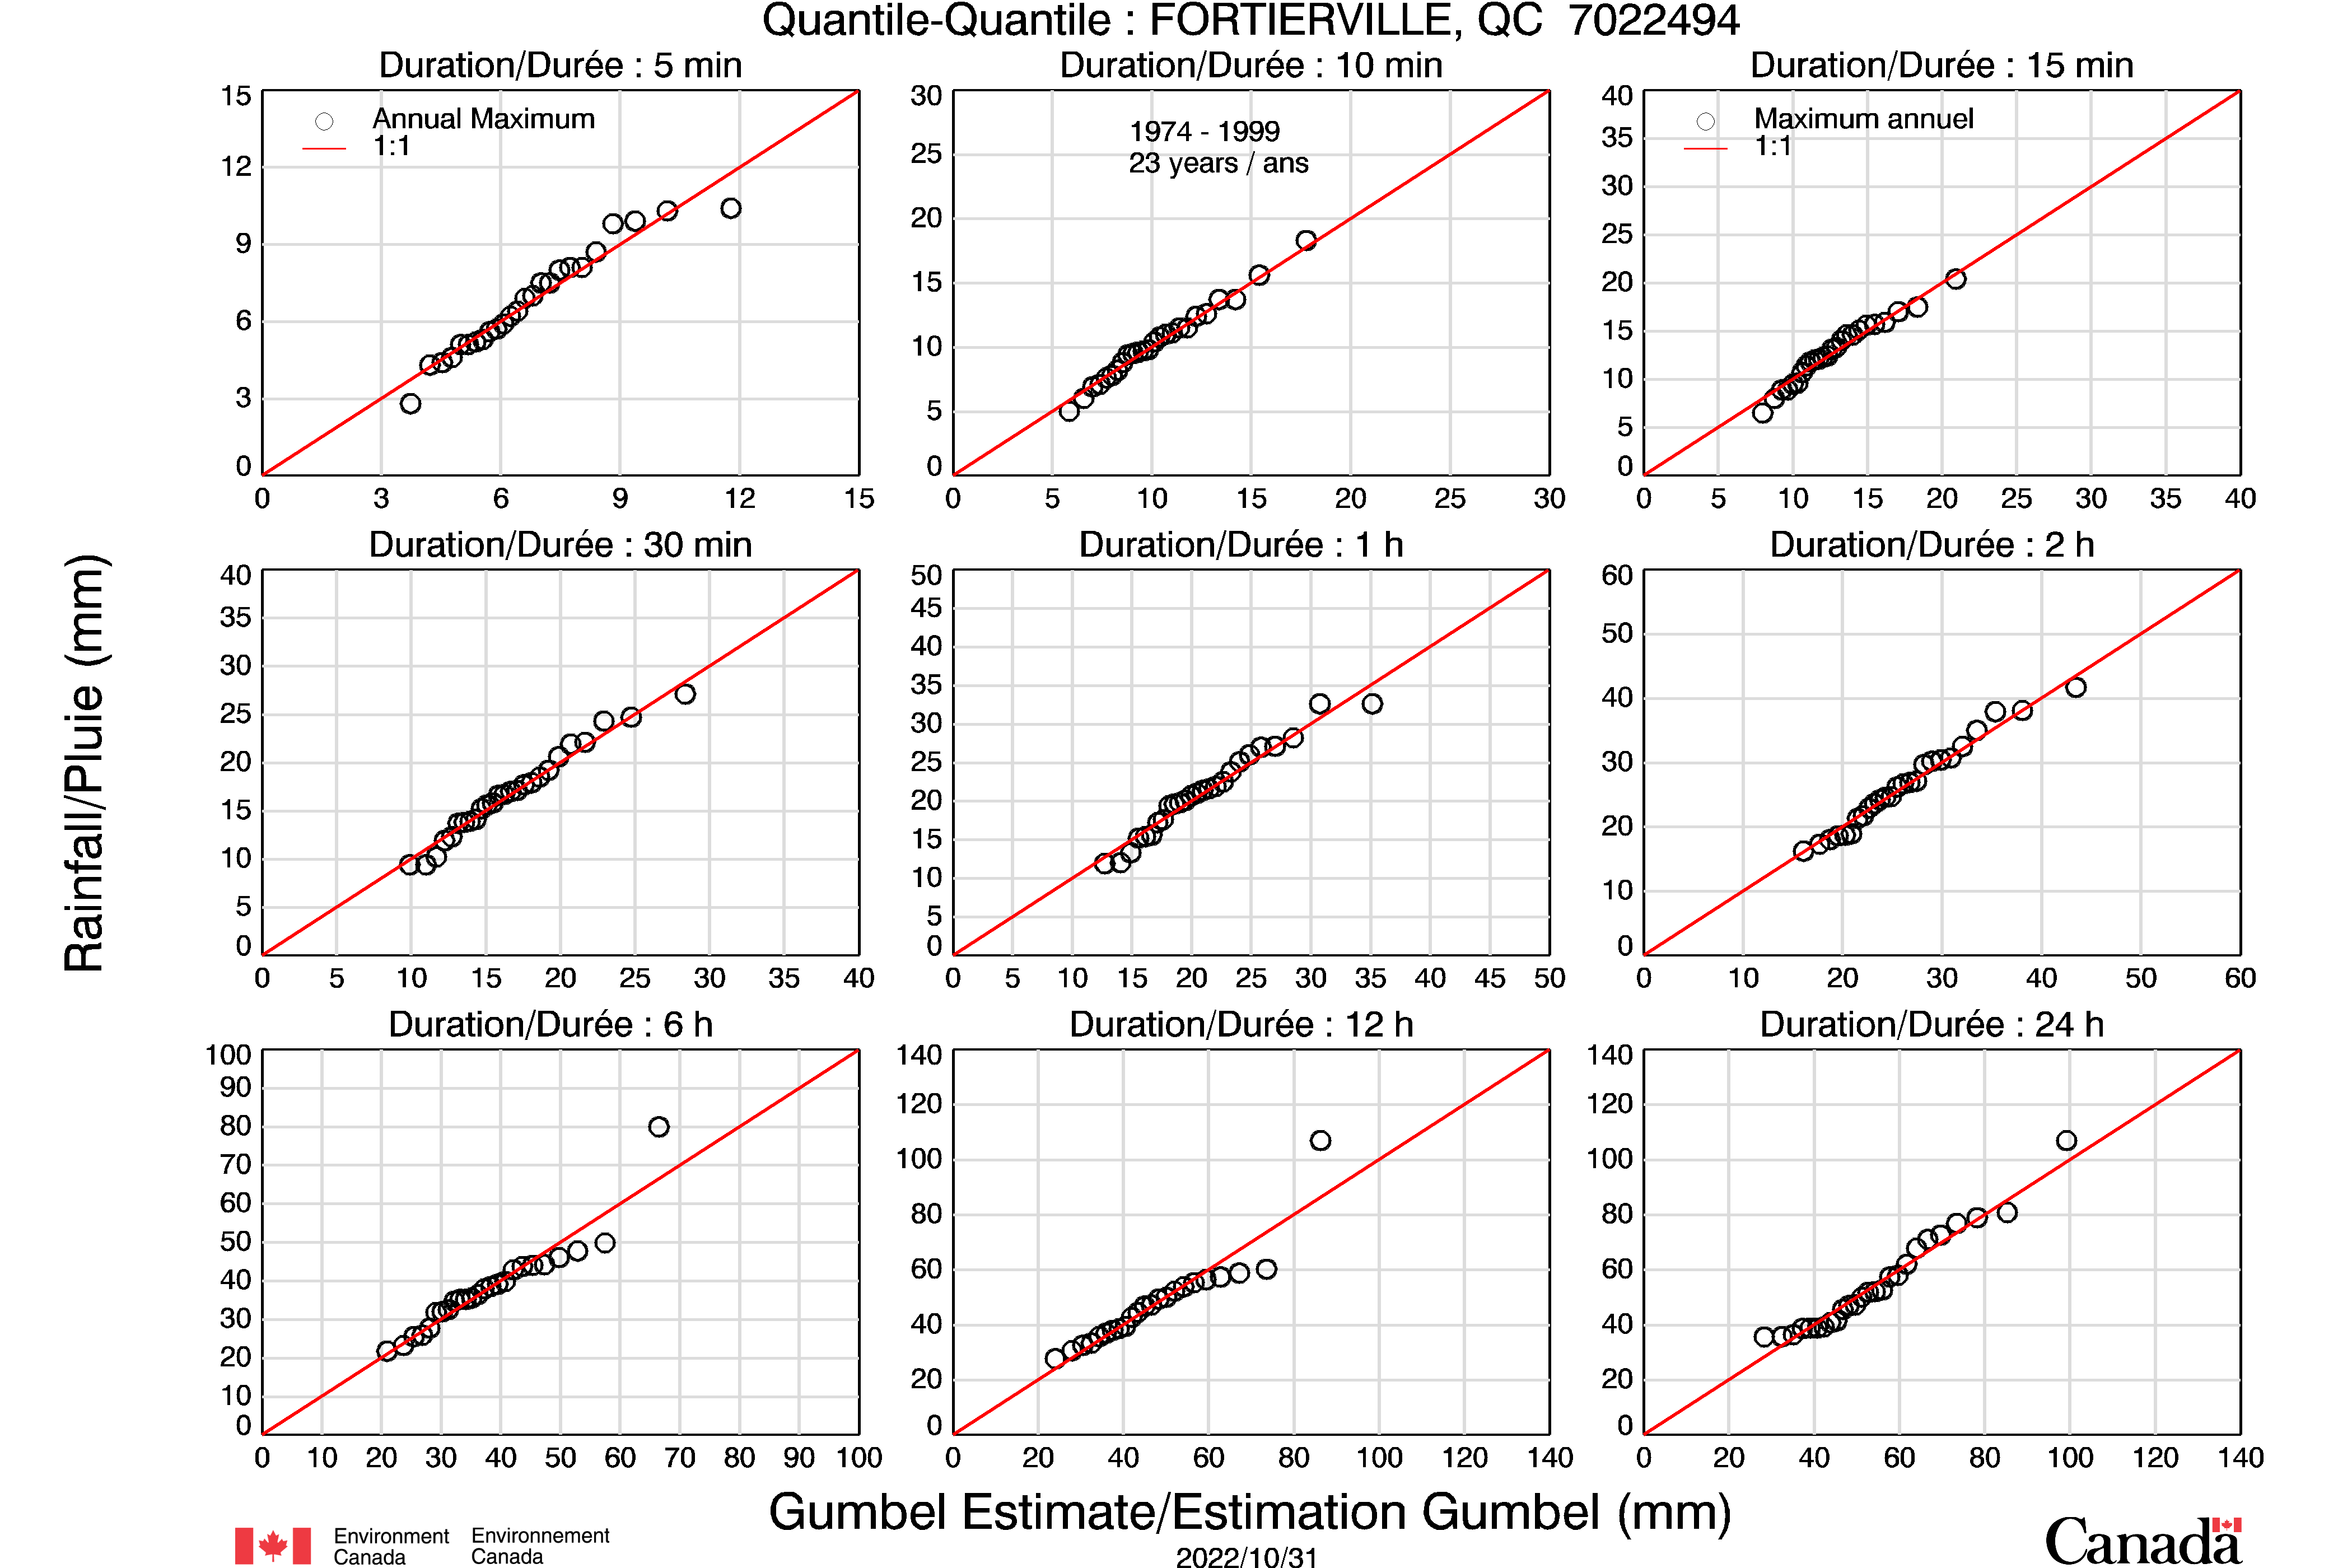 Quantile-Quantile : FORTIERVILLE, QC 7022494
Duration/Durée : 5 min
15
12
9
6
3
0
0 3 6 9 12 15
Annual Maximum
1:1
Duration/Durée : 10 min
30
25
20
15
10
5
0
0 5 10 15 20 25 30
1974 - 1999
23 years / ans
Duration/Durée : 15 min
40
35
30
25
20
15
10
5
0
0 5 10 15 20 25 30 35 40
Maximum annuel
1:1
Rainfall/Pluie (mm)
Duration/Durée : 30 min
40
35
30
25
20
15
10
5
0
0 5 10 15 20 25 30 35 40
Duration/Durée : 1 h
50
45
40
35
30
25
20
15
10
5
0
0 5 10 15 20 25 30 35 40 45 50
Duration/Durée : 2 h
60
50
40
30
20
10
0
0 10 20 30 40 50 60
Duration/Durée : 6 h
100
90
80
70
60
50
40
30
20
10
0
0 10 20 30 40 50 60 70 80 90 100
Duration/Durée : 12 h
140
120
100
80
60
40
20
0
0 20 40 60 80 100 120 140
Duration/Durée : 24 h
140
120
100
80
60
40
20
0
0 20 40 60 80 100 120 140
Gumbel Estimate/Estimation Gumbel (mm)
Environment Canada
Environnement Canada
2022/10/31
Canada